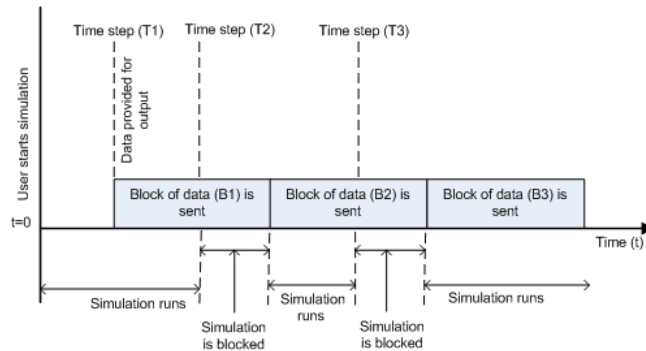 Time step (T1)
Time step (T2)
Time step (T3)
User starts simulation
Data provided for
output
Block of data (B1) is
sent
Block of data (B2) is
sent
Block of data (B3) is
sent
t=0
Time (t)
Simulation runs
Simulation
is blocked
Simulation
runs
Simulation
is blocked
Simulation runs